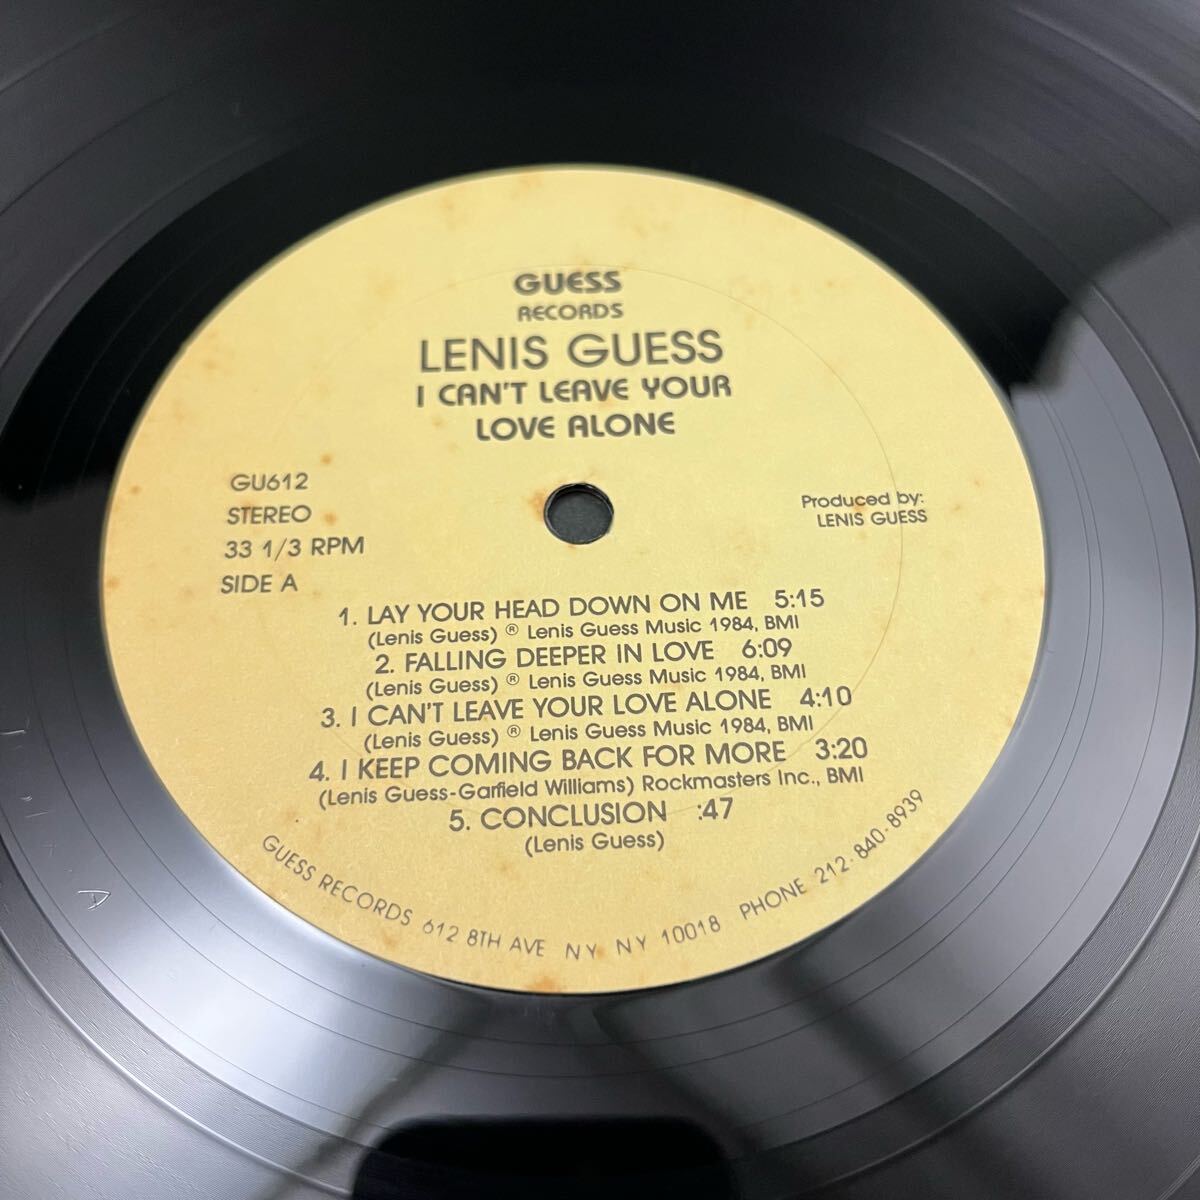 GUESS
RECORDS
LENIS GUESS
I CAN'T LEAVE YOUR
LOVE ALONE
GU612
STEREO
33 1/3 RPM
SIDE A
Produced by:
LENIS GUESS
1. LAY YOUR HEAD DOWN ON ME 5:15
(Lenis Guess) ® Lenis Guess Music 1984, BMI
2. FALLING DEEPER IN LOVE 6:09
(Lenis Guess) ® Lenis Guess Music 1984, BMI
3. I CAN'T LEAVE YOUR LOVE ALONE 4:10
(Lenis Guess) ® Lenis Guess Music 1984, BMI
4. I KEEP COMING BACK FOR MORE 3:20
(Lenis Guess-Garfield Williams) Rockmasters Inc., BMI
5. CONCLUSION :47
(Lenis Guess)
GUESS RECORDS 612 8TH AVE NY NY 10018 PHONE 212-840-8939
A